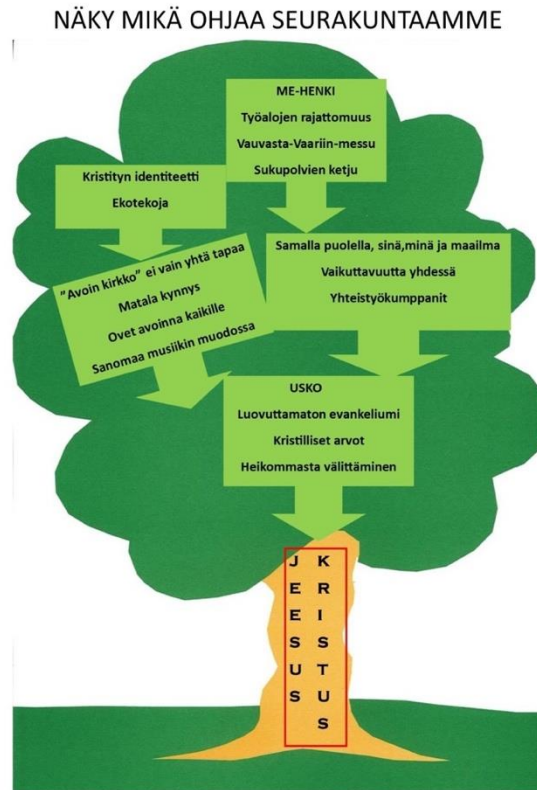 NÄKY MIKÄ OHJAA SEURAKUNTAAMME
ME-HENKI
Työalojen rajattomuus
Vauvasta-Vaariin-messu
Sukupolvien ketju
Kristityn identiteetti
Ekotekoja
Samalla puolella, sinä,minä ja maailma
Vaikuttavuutta yhdessä
Yhteistyökumppanit
"Avoin kirkko" ei vain yhtä tapaa
Matala kynnys
Ovet avoinna kaikille
Sanomaa musiikin muodossa
USKO
Luovuttamaton evankeliumi
Kristilliset arvot
Heikommasta välittäminen
JEESUS
KRISTUS